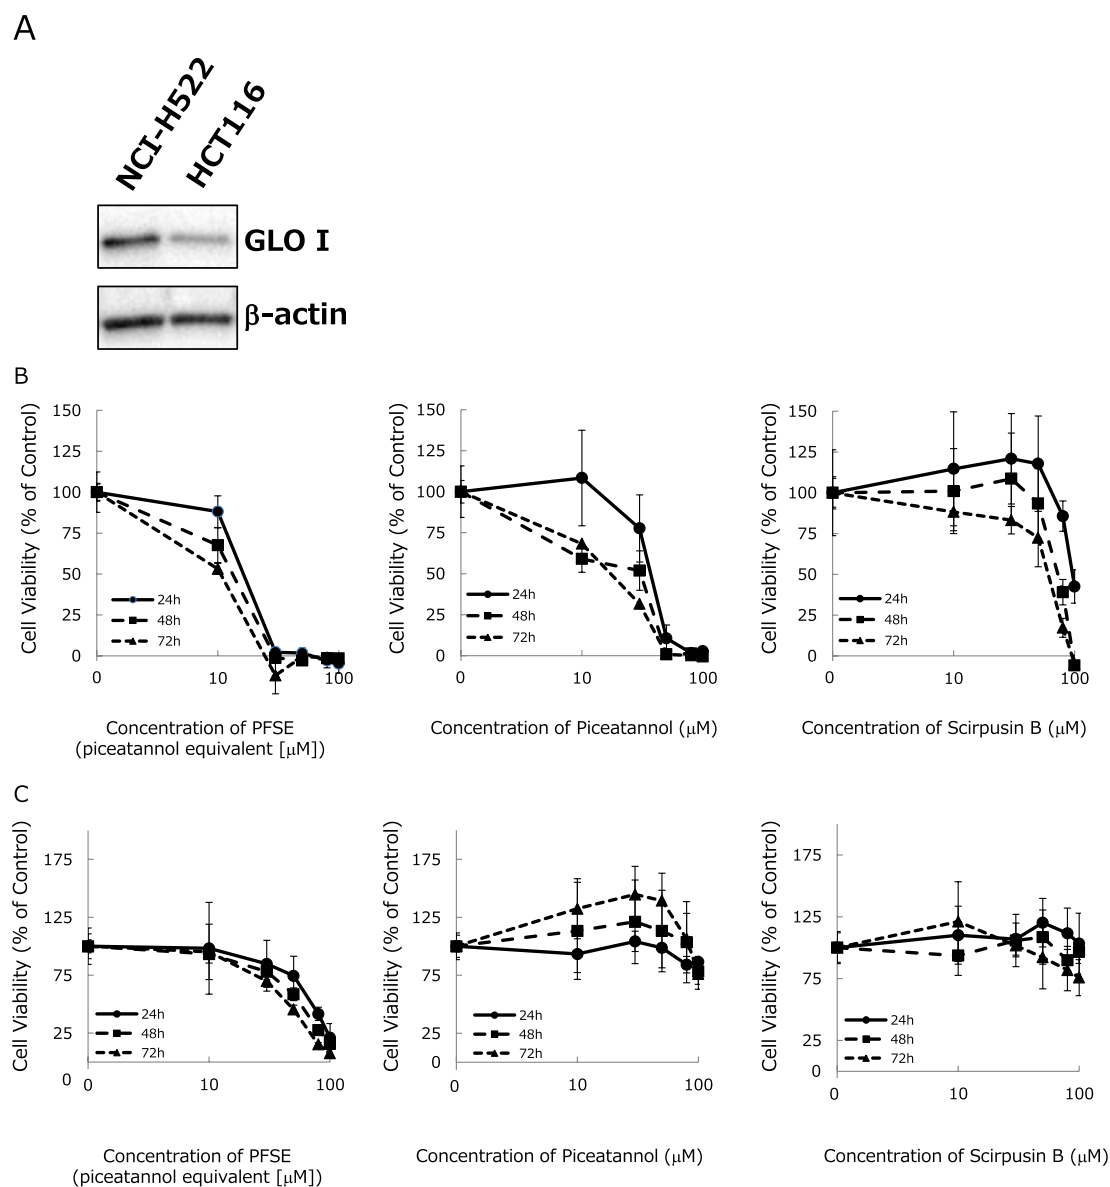 A
NCI-H522
HCT116
GLO I
β-actin
B
Cell Viability (% of Control)
150
125
100
75
50
25
0
24h
48h
72h
0
10
100
Concentration of PFSE
(piceatannol equivalent [μM])
Cell Viability (% of Control)
150
125
100
75
50
25
0
24h
48h
72h
0
10
100
Concentration of Piceatannol (μM)
Cell Viability (% of Control)
150
125
100
75
50
25
0
24h
48h
72h
0
10
100
Concentration of Scirpusin B (μM)
C
Cell Viability (% of Control)
175
125
75
25
0
24h
48h
72h
0
10
100
Concentration of PFSE
(piceatannol equivalent [μM])
Cell Viability (% of Control)
175
125
75
25
0
24h
48h
72h
0
10
100
Concentration of Piceatannol (μM)
Cell Viability (% of Control)
175
125
75
25
0
24h
48h
72h
0
10
100
Concentration of Scirpusin B (μM)